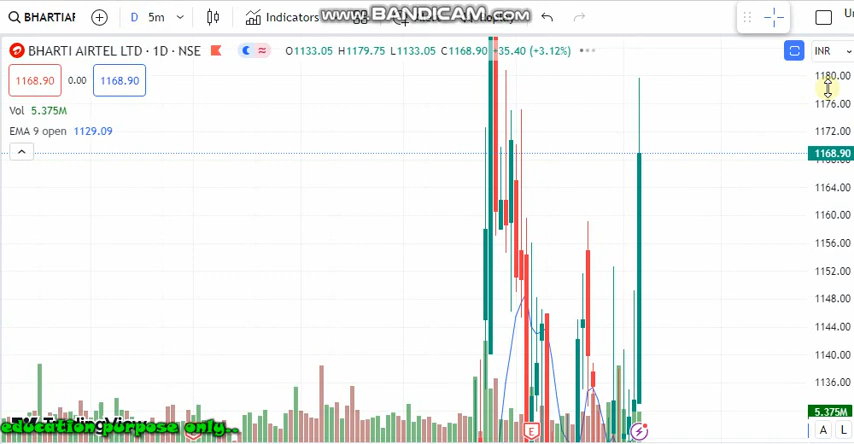 BHARTIAF D 5m Indicators INR
www.BANDICAM.com
BHARTI AIRTEL LTD · 1D · NSE O1133.05 H1179.75 L1133.05 C1168.90 +35.40 (+3.12%)
1168.90 0.00 1168.90
Vol 5.375M
EMA 9 open 1129.09
1180.00
1176.00
1172.00
1168.90
1164.00
1160.00
1156.00
1152.00
1148.00
1144.00
1140.00
1136.00
5.375M
educationpurpose only..
E
A L